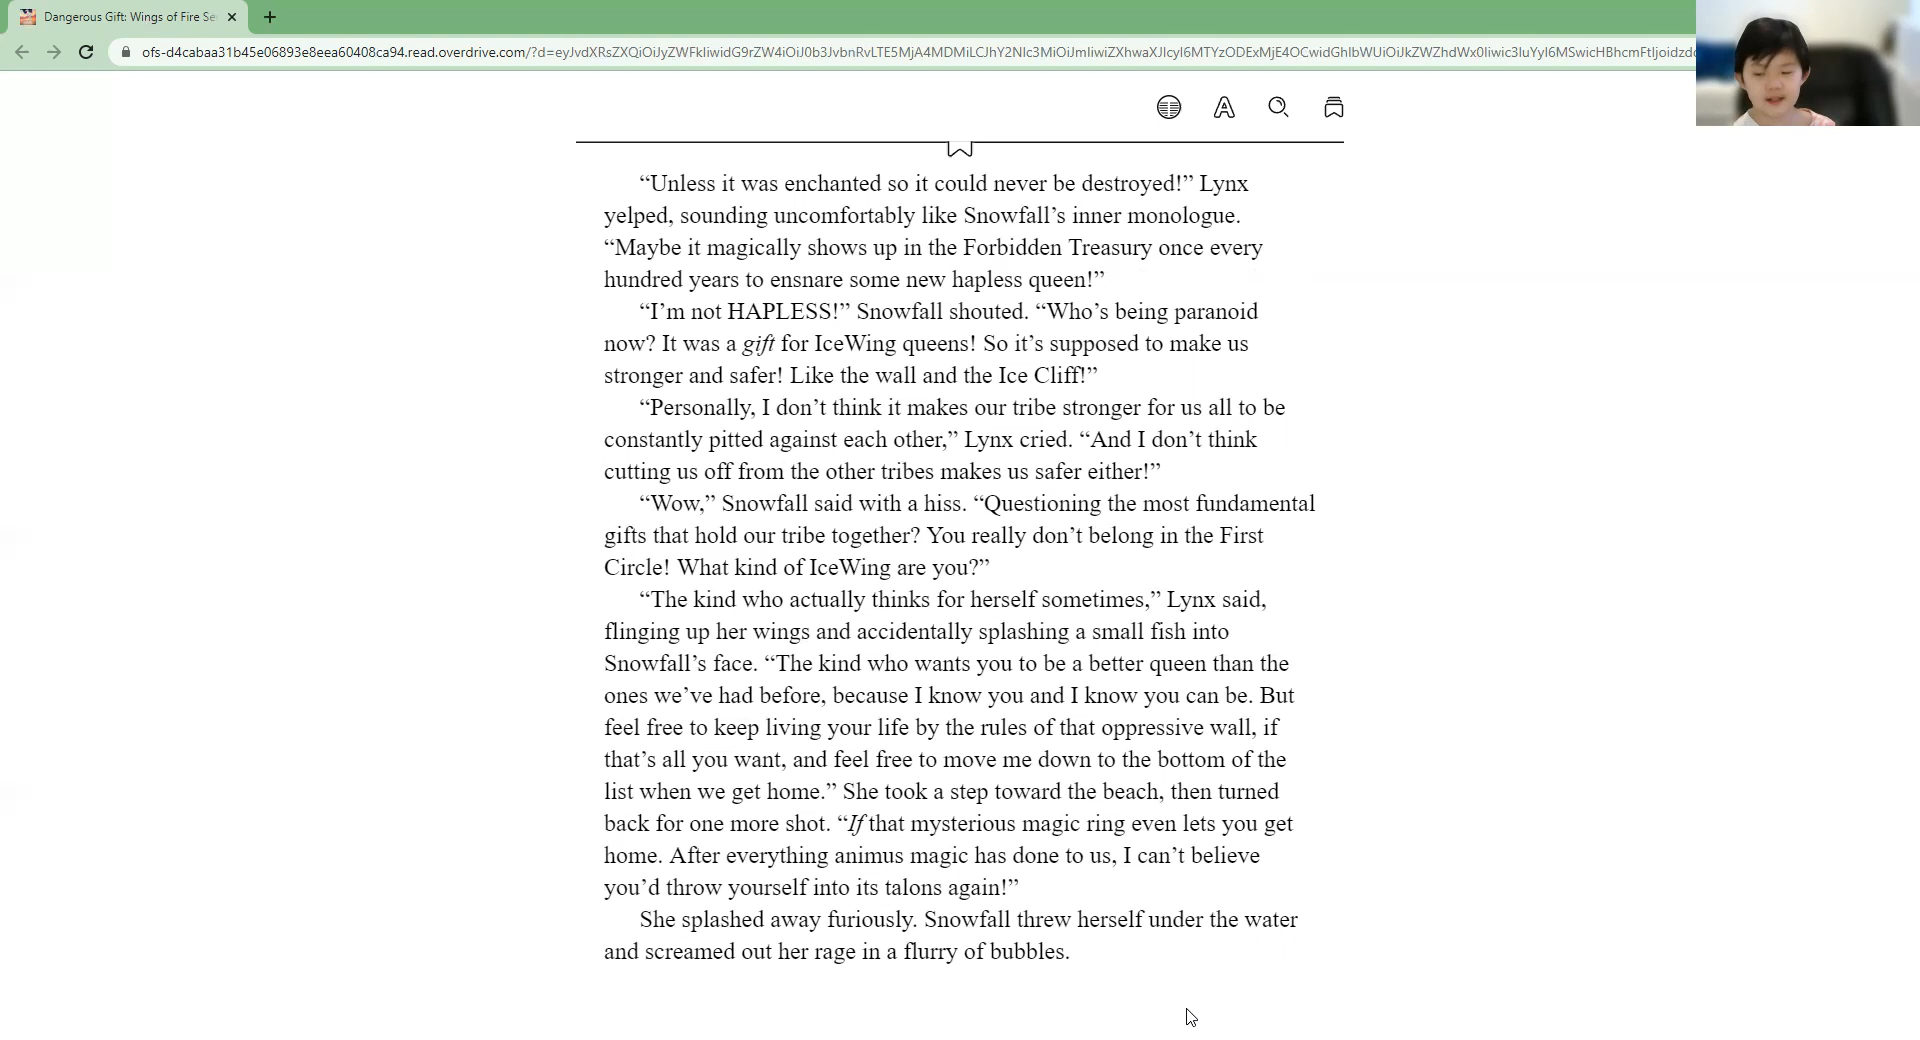 Dangerous Gift: Wings of Fire Se
“Unless it was enchanted so it could never be destroyed!” Lynx
yelped, sounding uncomfortably like Snowfall’s inner monologue.
“Maybe it magically shows up in the Forbidden Treasury once every
hundred years to ensnare some new hapless queen!”
“I’m not HAPLESS!” Snowfall shouted. “Who’s being paranoid
now? It was a gift for IceWing queens! So it’s supposed to make us
stronger and safer! Like the wall and the Ice Cliff!”
“Personally, I don’t think it makes our tribe stronger for us all to be
constantly pitted against each other,” Lynx cried. “And I don’t think
cutting us off from the other tribes makes us safer either!”
“Wow,” Snowfall said with a hiss. “Questioning the most fundamental
gifts that hold our tribe together? You really don’t belong in the First
Circle! What kind of IceWing are you?”
“The kind who actually thinks for herself sometimes,” Lynx said,
flinging up her wings and accidentally splashing a small fish into
Snowfall’s face. “The kind who wants you to be a better queen than the
ones we’ve had before, because I know you and I know you can be. But
feel free to keep living your life by the rules of that oppressive wall, if
that’s all you want, and feel free to move me down to the bottom of the
list when we get home.” She took a step toward the beach, then turned
back for one more shot. “If that mysterious magic ring even lets you get
home. After everything animus magic has done to us, I can’t believe
you’d throw yourself into its talons again!”
She splashed away furiously. Snowfall threw herself under the water
and screamed out her rage in a flurry of bubbles.